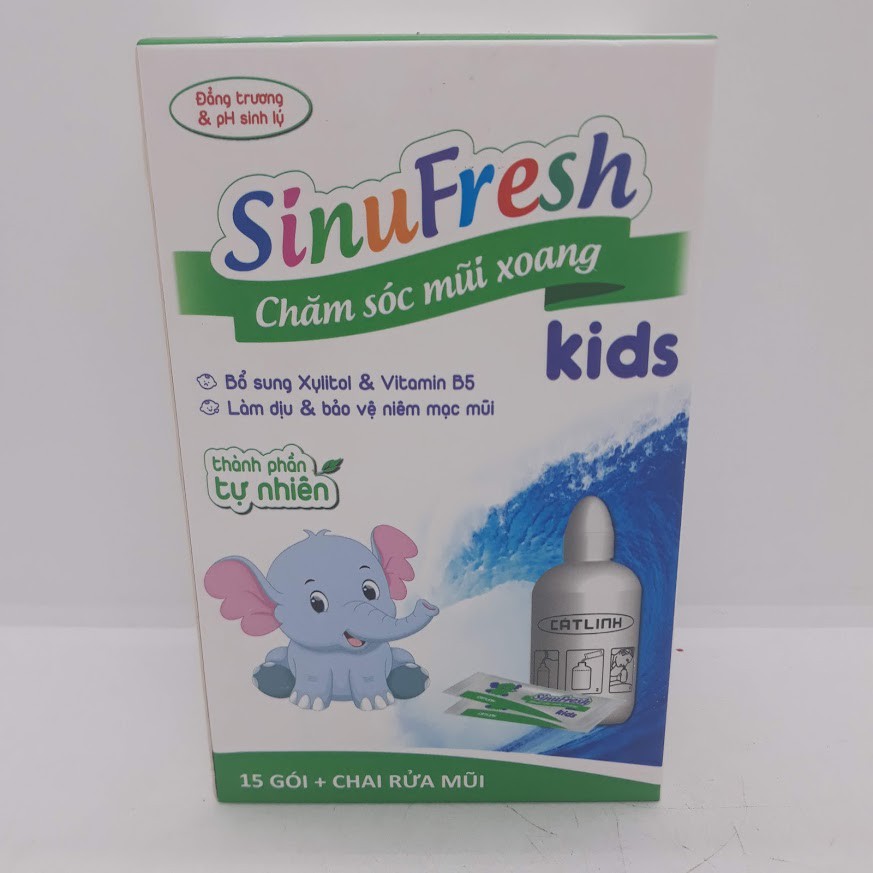 Đẳng trương
& pH sinh lý
SinuFresh
Chăm sóc mũi xoang
kids
Bổ sung Xylitol & Vitamin B5
Làm dịu & bảo vệ niêm mạc mũi
thành phần
tự nhiên
CATLINH
SinuFresh
kids
15 GÓI + CHAI RỬA MŨI